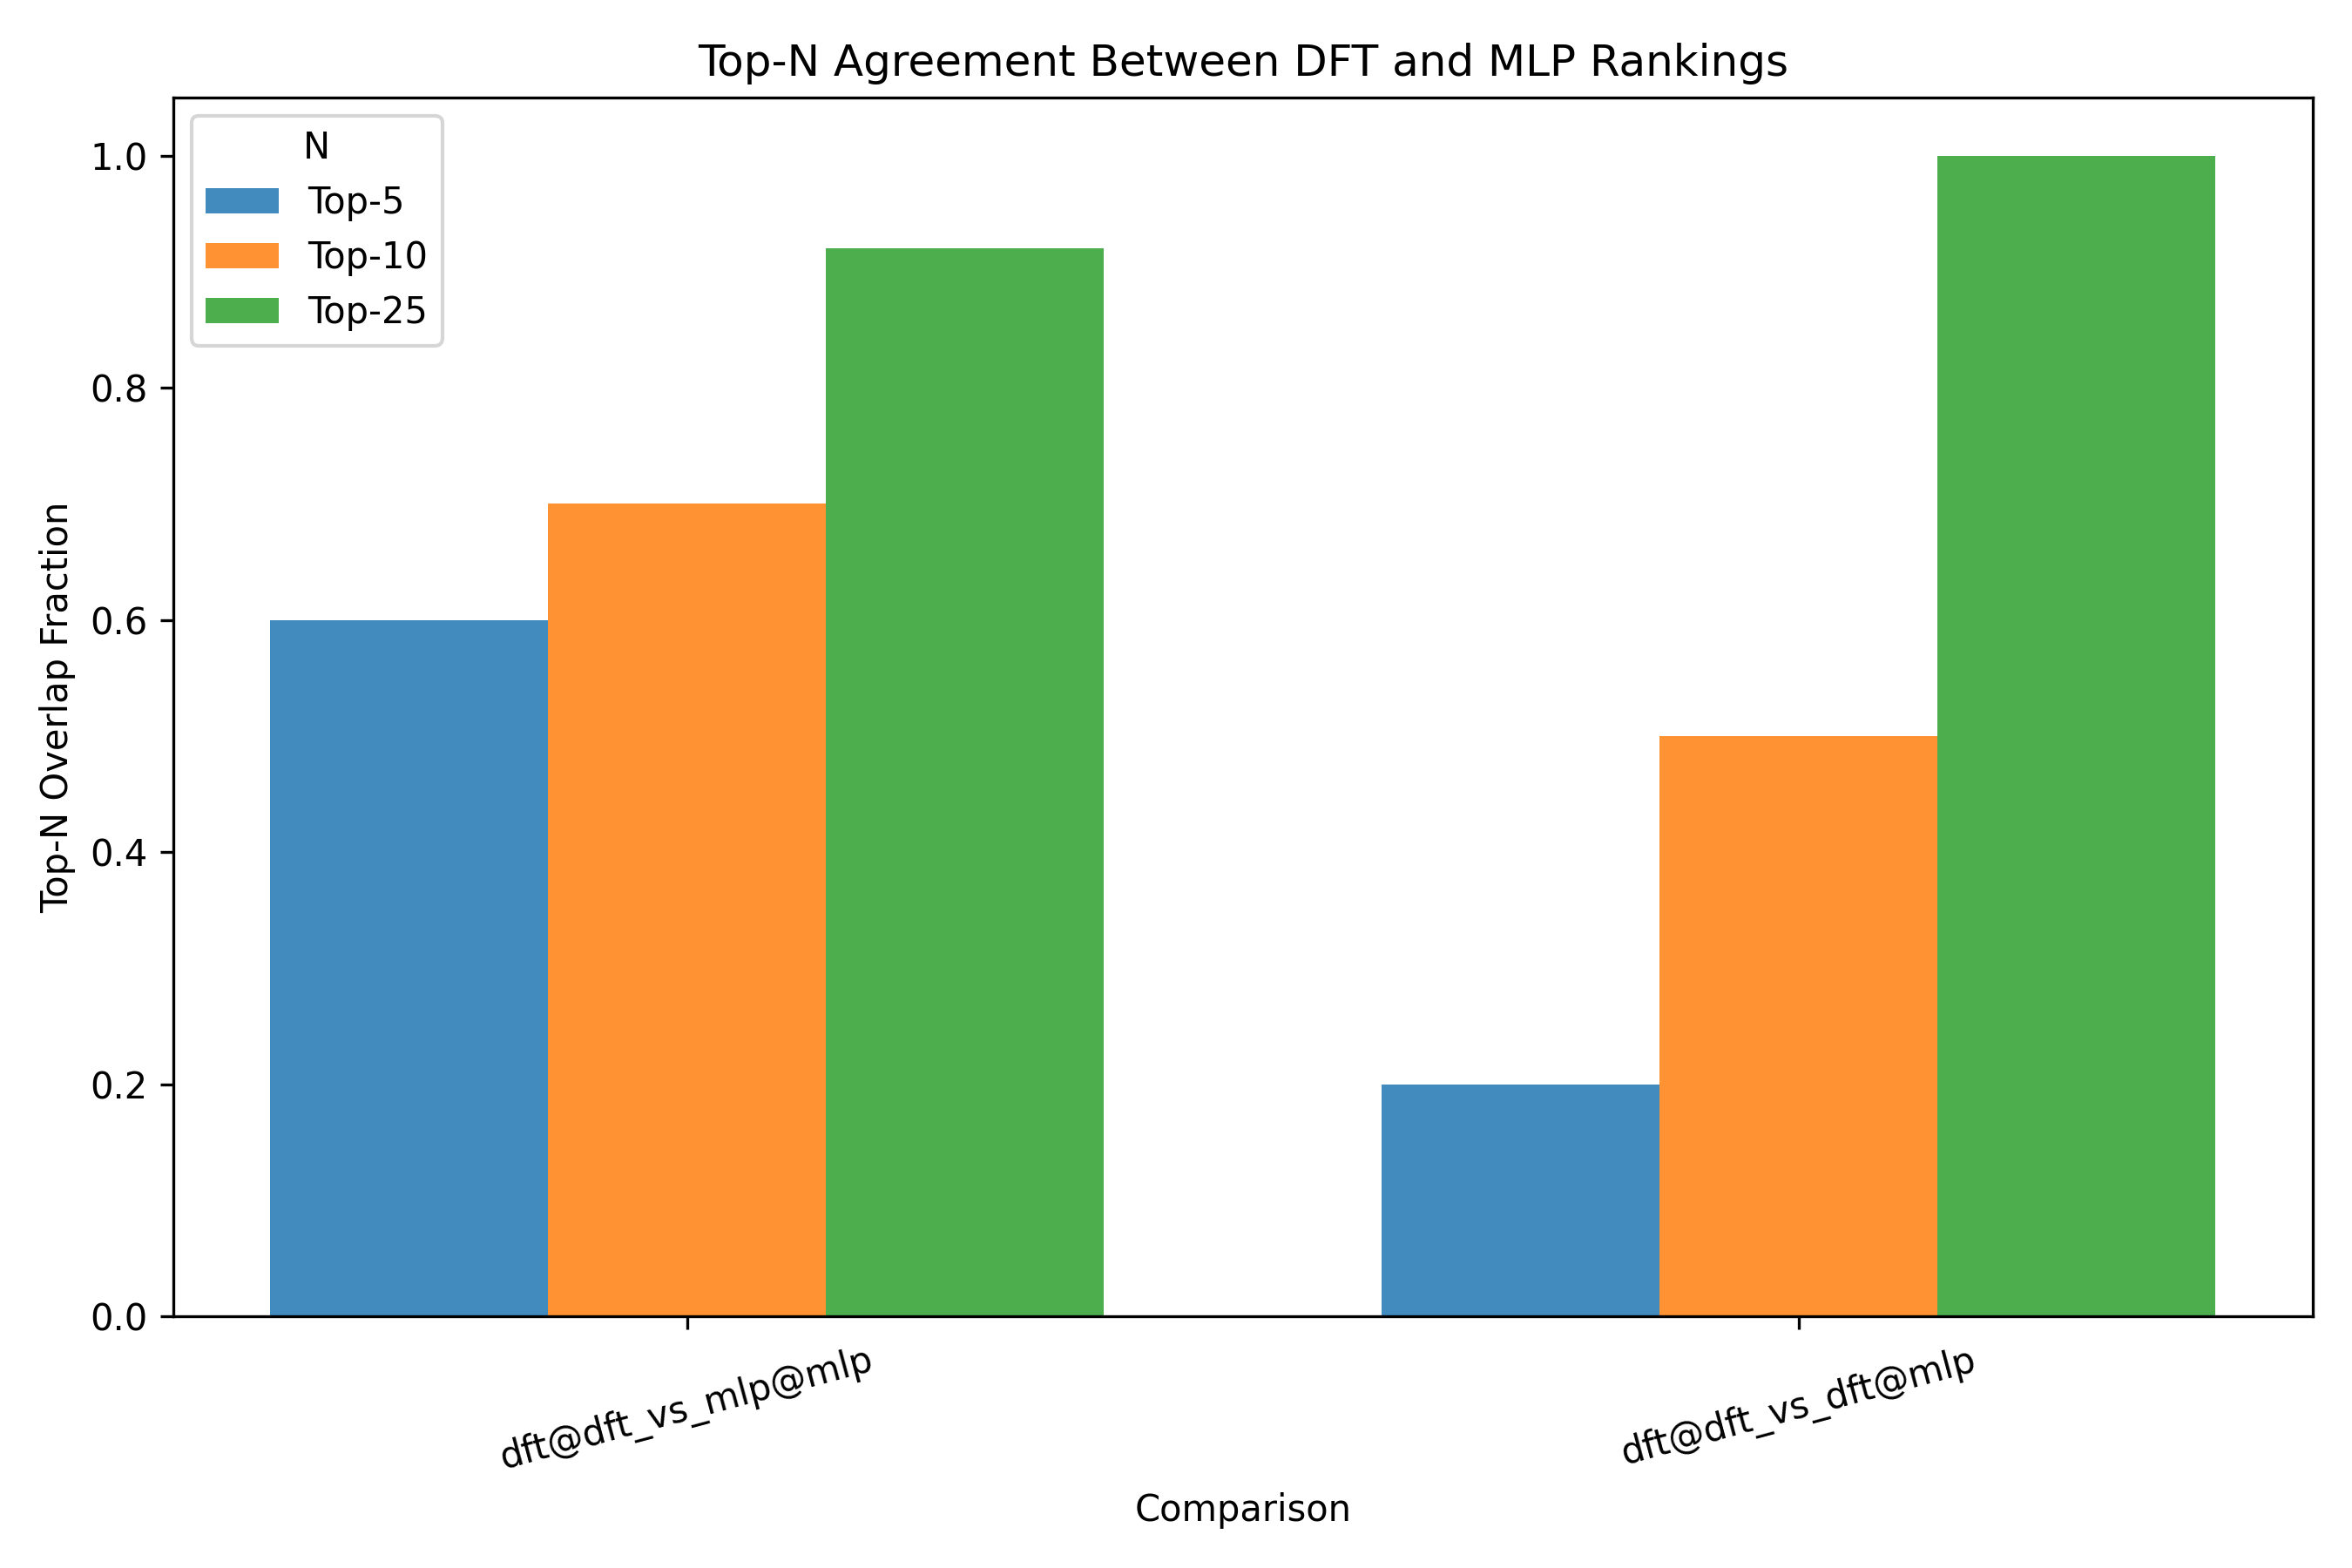 Top-N Agreement Between DFT and MLP Rankings
N
Top-5
Top-10
Top-25
Top-N Overlap Fraction
1.0
0.8
0.6
0.4
0.2
0.0
dft@dft_vs_mlp@mlp
dft@dft_vs_dft@mlp
Comparison